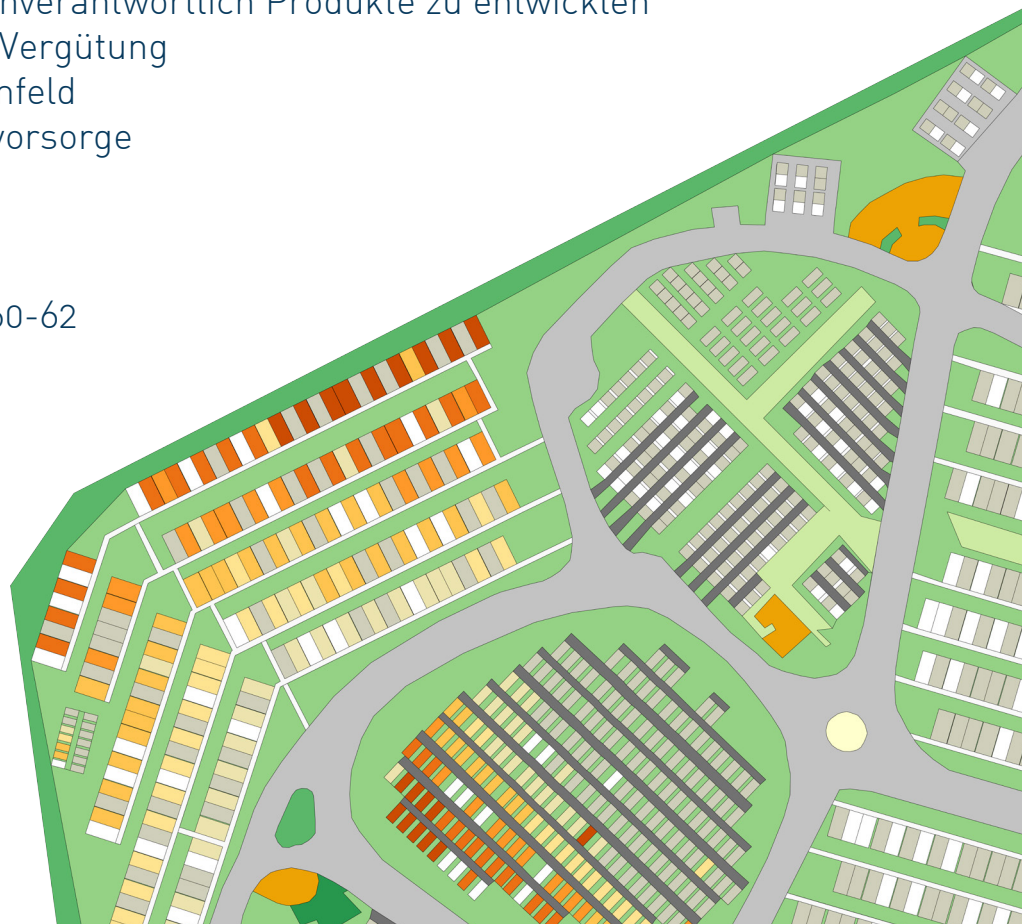 nverantwortlich Produkte zu entwickeln
Vergütung
nfeld
vorsorge
60-62